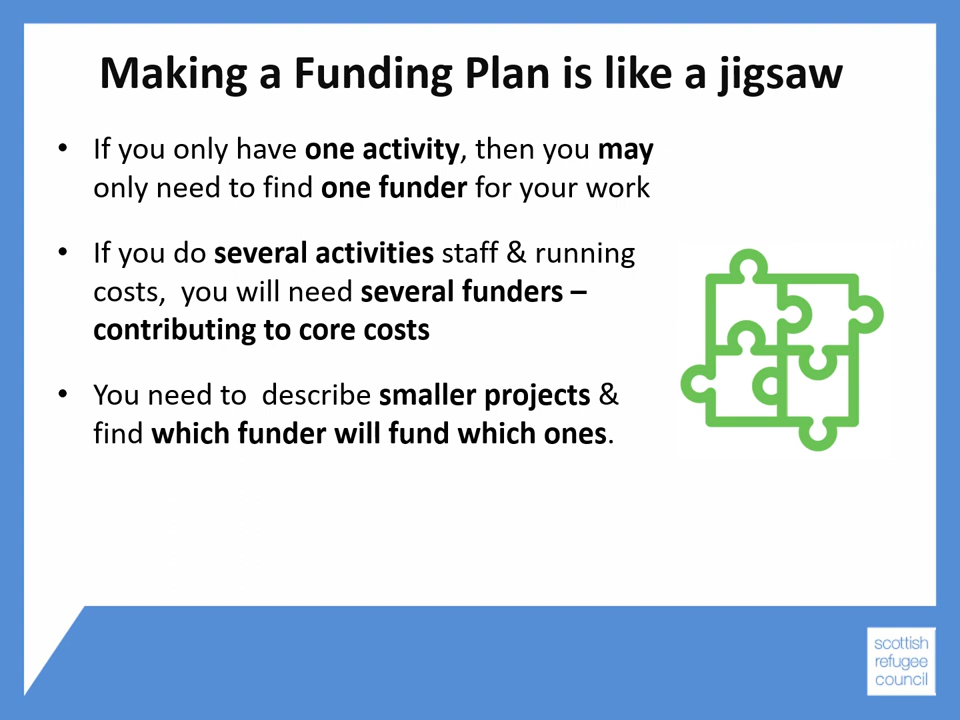 Making a Funding Plan is like a jigsaw
• If you only have one activity, then you may
only need to find one funder for your work
• If you do several activities staff & running
costs,  you will need several funders –
contributing to core costs
• You need to  describe smaller projects &
find which funder will fund which ones.
scottish
refugee
council